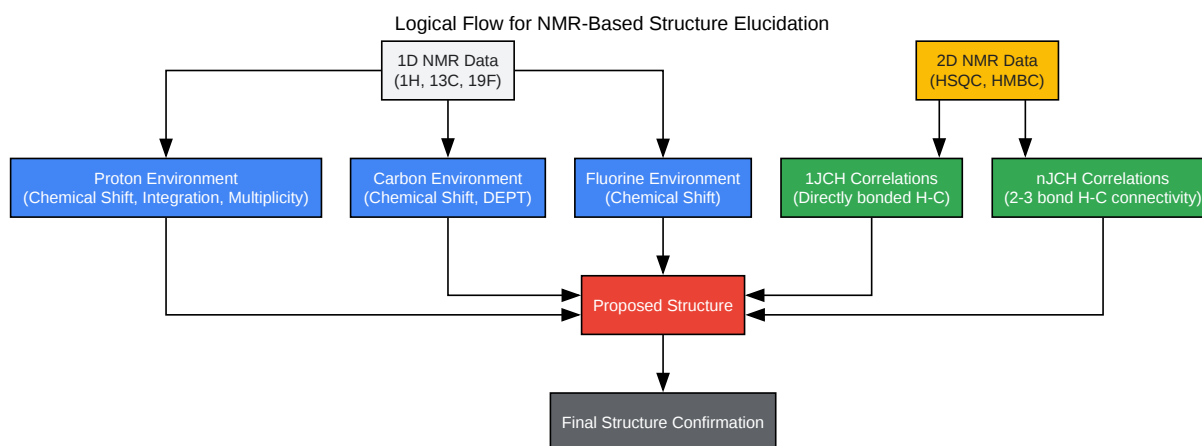 Logical Flow for NMR-Based Structure Elucidation
1D NMR Data
(1H, 13C, 19F)
2D NMR Data
(HSQC, HMBC)
Proton Environment
(Chemical Shift, Integration, Multiplicity)
Carbon Environment
(Chemical Shift, DEPT)
Fluorine Environment
(Chemical Shift)
1JCH Correlations
(Directly bonded H-C)
nJCH Correlations
(2-3 bond H-C connectivity)
Proposed Structure
Final Structure Confirmation